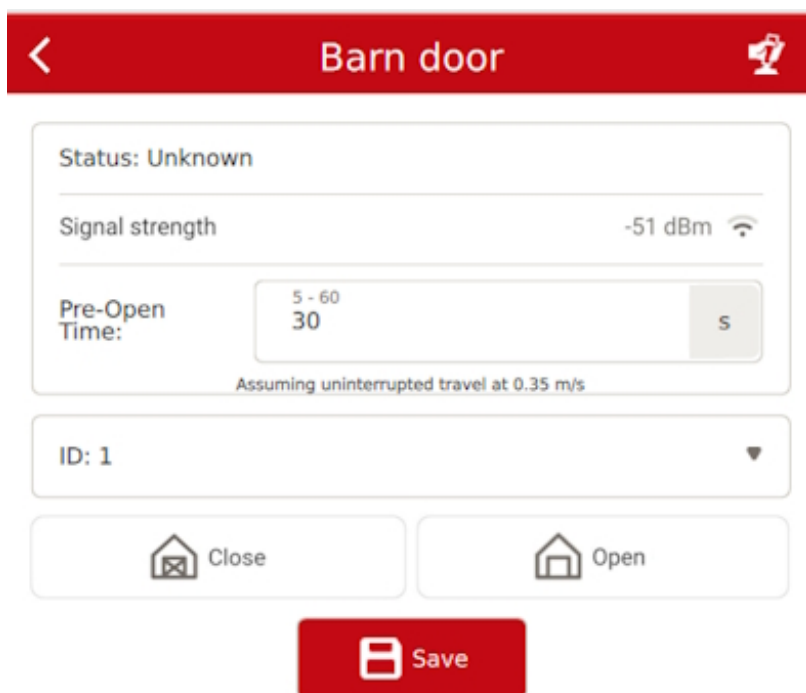 Barn door
Status: Unknown
Signal strength -51 dBm
Pre-Open
Time:
5 - 60
30
s
Assuming uninterrupted travel at 0.35 m/s
ID: 1
Close Open
Save